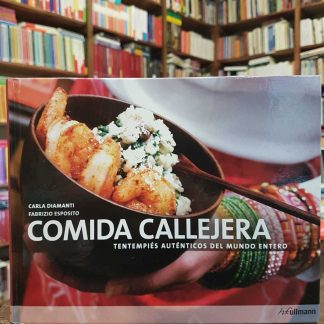 CARLA DIAMANTI
FABRIZIO ESPOSITO
COMIDA CALLEJERA
TENTEMPIÉS AUTÉNTICOS DEL MUNDO ENTERO
h.f.ullmann